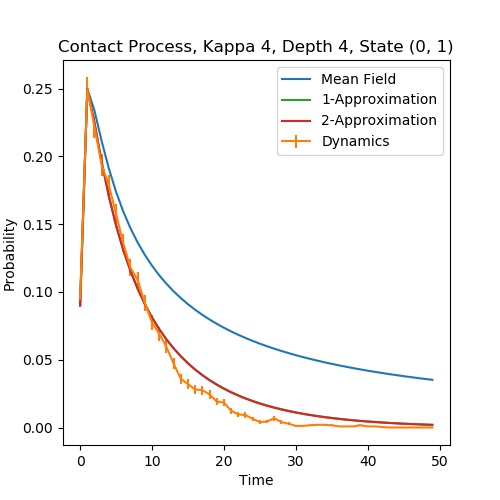 Contact Process, Kappa 4, Depth 4, State (0, 1)
Mean Field
1-Approximation
2-Approximation
Dynamics
Probability
0.25
0.20
0.15
0.10
0.05
0.00
0 10 20 30 40 50
Time